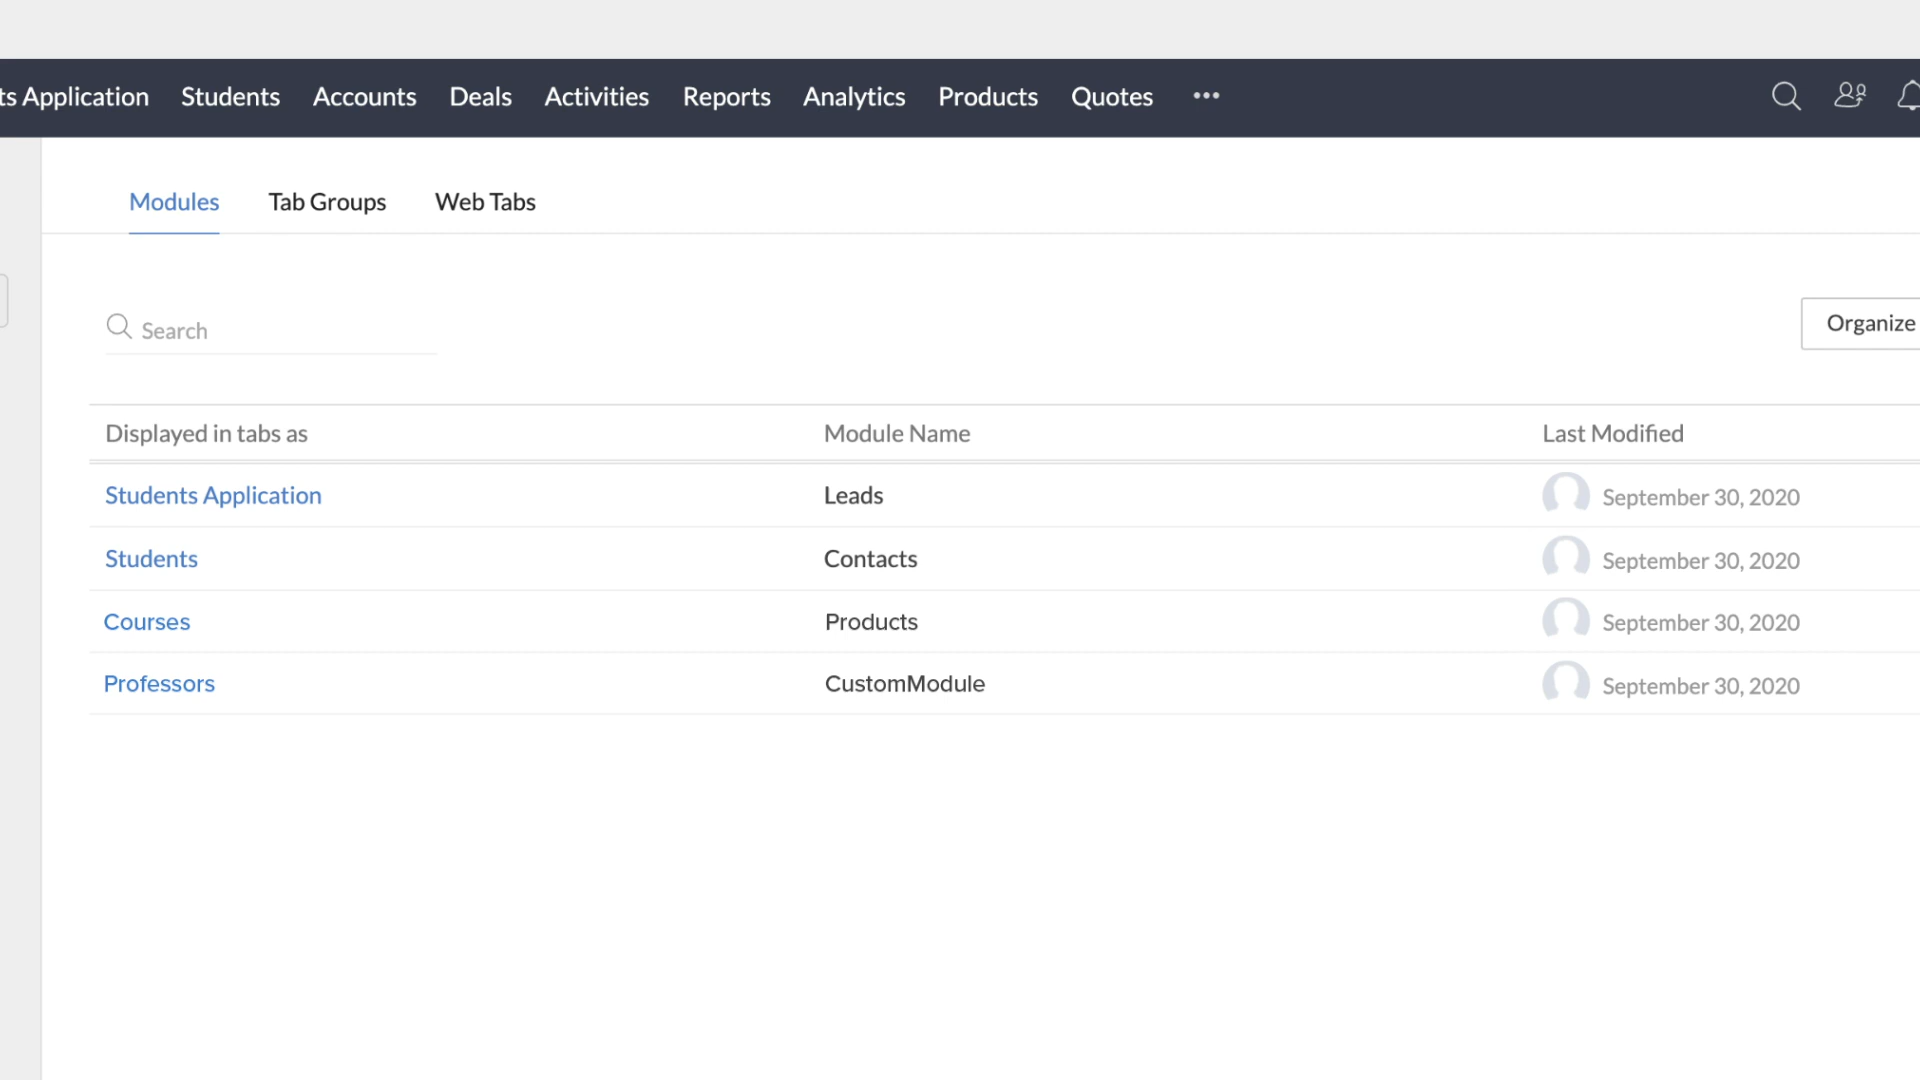 ts Application Students Accounts Deals Activities Reports Analytics Products Quotes •••
Modules Tab Groups Web Tabs
Search
Organize
Displayed in tabs as Module Name Last Modified
Students Application Leads September 30, 2020
Students Contacts September 30, 2020
Courses Products September 30, 2020
Professors CustomModule September 30, 2020